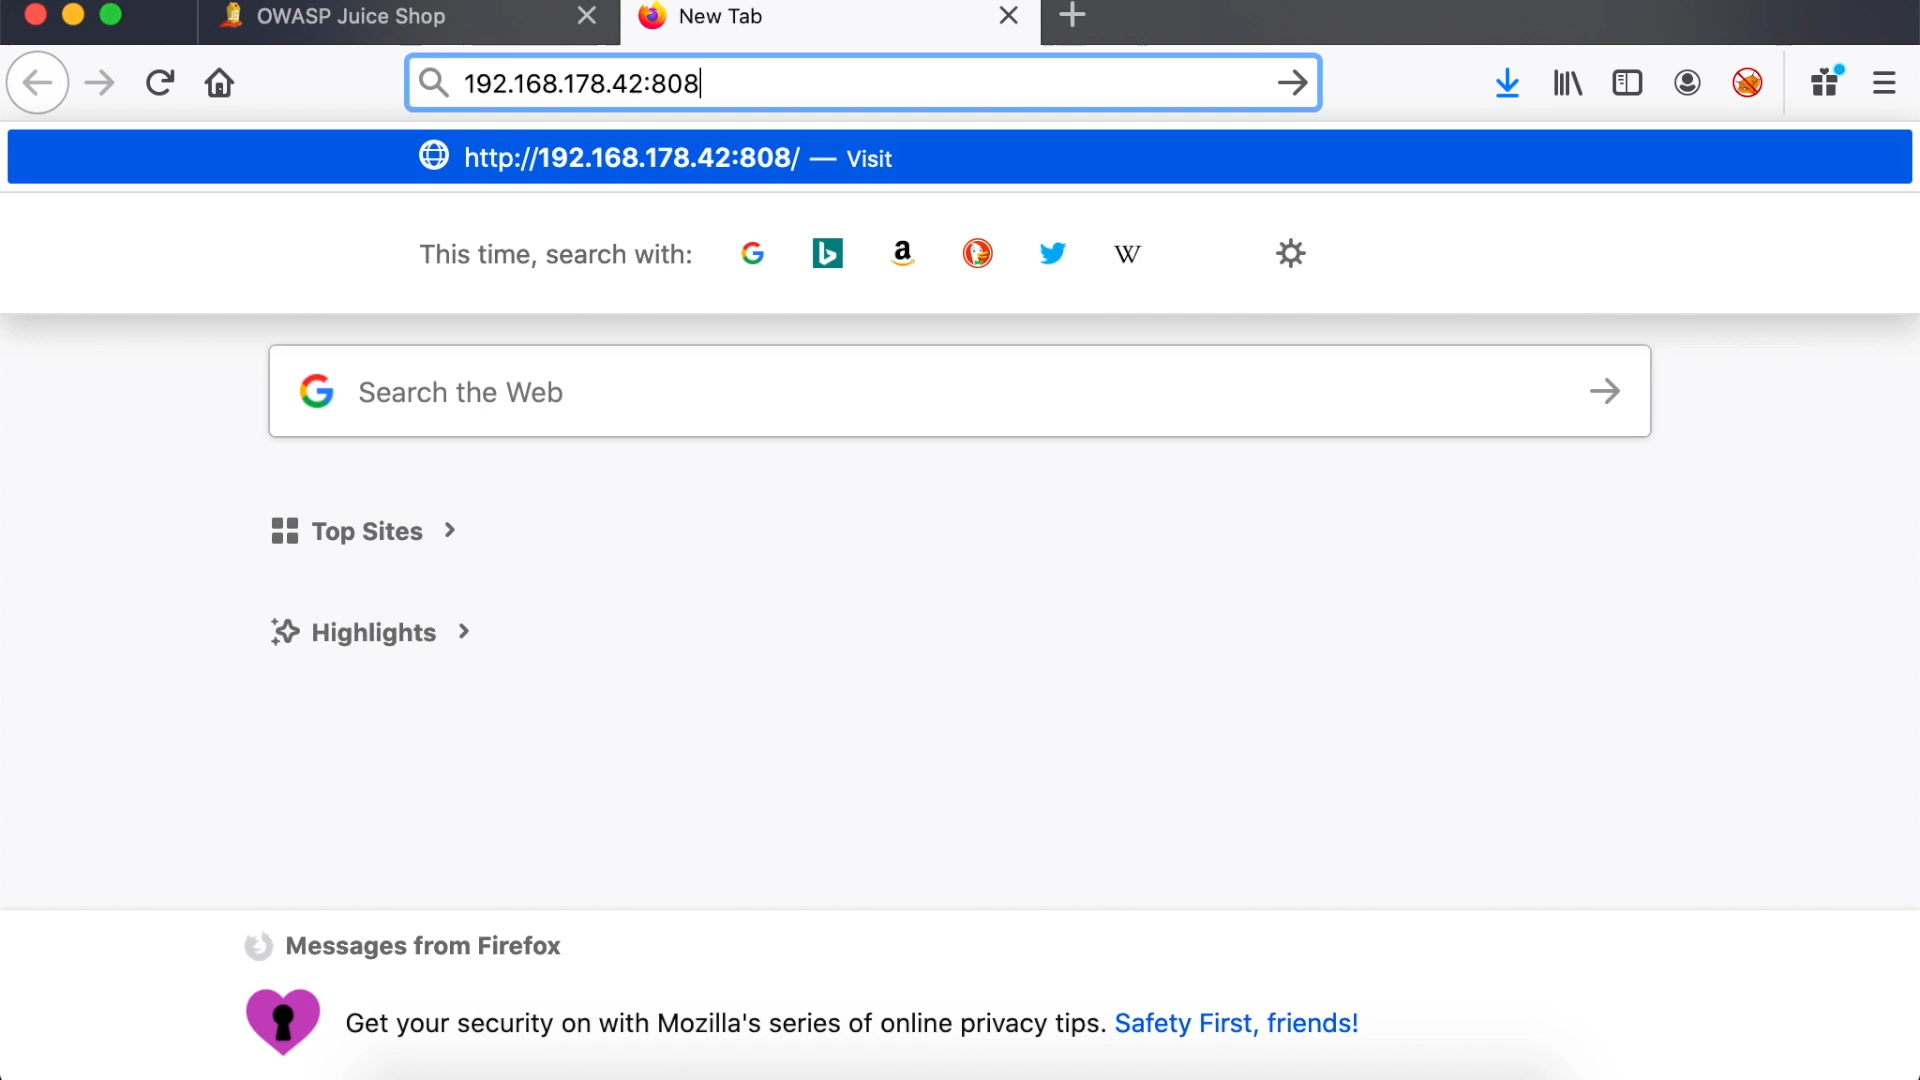 OWASP Juice Shop
New Tab
192.168.178.42:808
http://192.168.178.42:808/ — Visit
This time, search with:
Search the Web
Top Sites
Highlights
Messages from Firefox
Get your security on with Mozilla's series of online privacy tips. Safety First, friends!